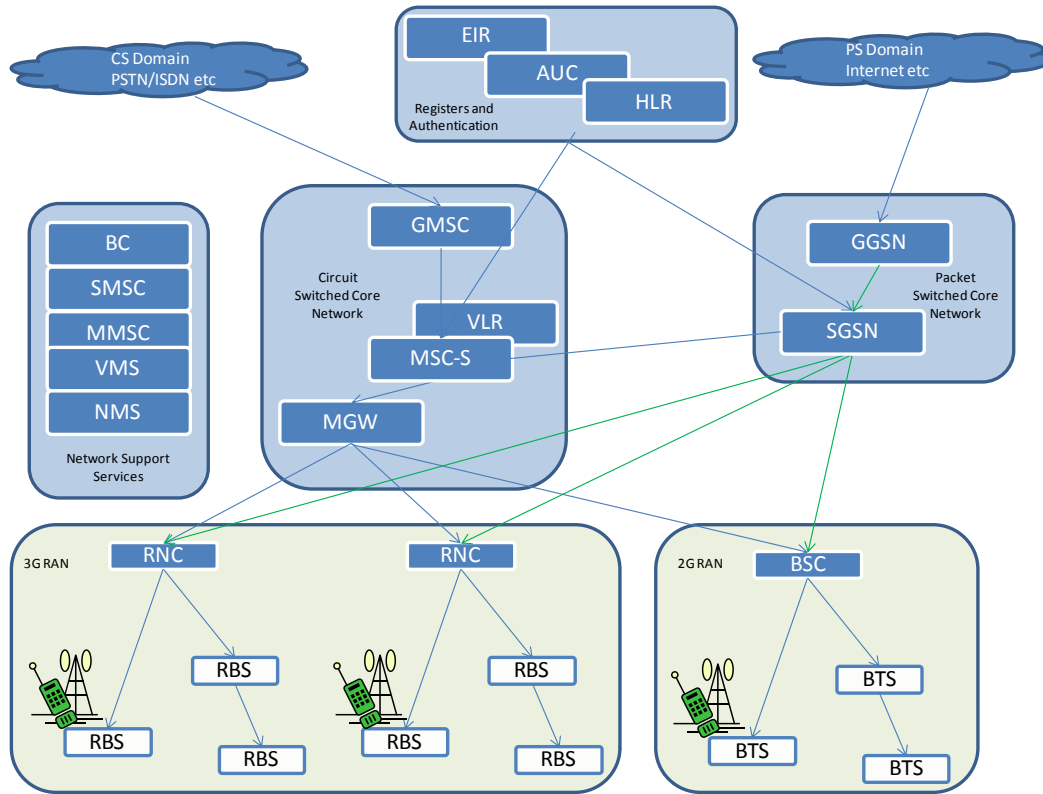 CS Domain
PSTN/ISDN etc
EIR
AUC
HLR
Registers and
Authentication
PS Domain
Internet etc
BC
SMSC
MMSC
VMS
NMS
Network Support
Services
GMSC
Circuit
Switched Core
Network
VLR
MSC-S
MGW
GGSN
Packet
Switched Core
Network
SGSN
3G RAN
RNC
RBS
RBS
RBS
RNC
RBS
RBS
RBS
2G RAN
BSC
BTS
BTS
BTS